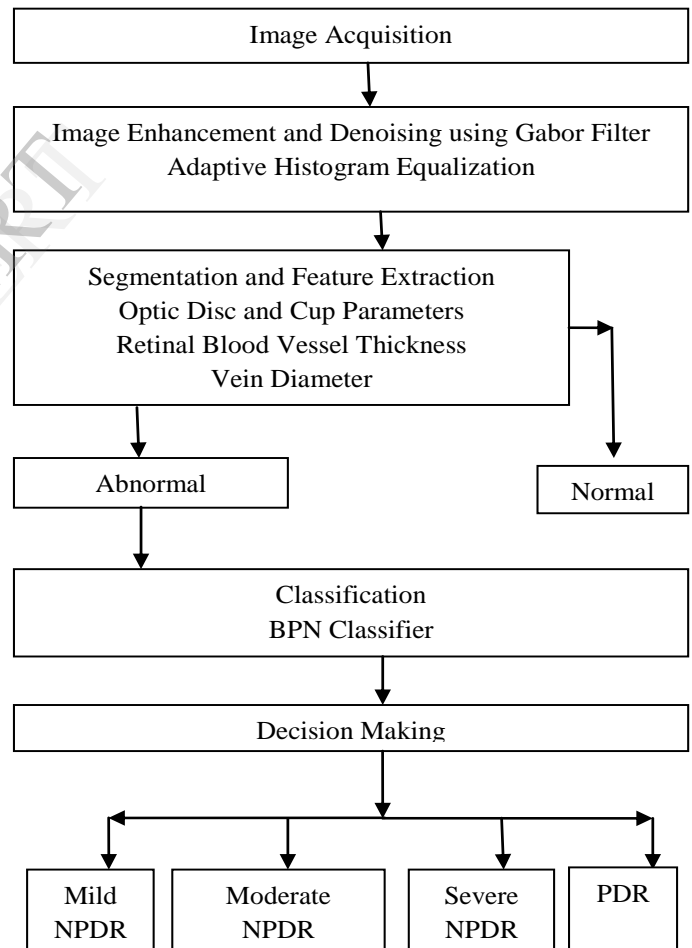 Image Acquisition
Image Enhancement and Denoising using Gabor Filter
Adaptive Histogram Equalization
Segmentation and Feature Extraction
Optic Disc and Cup Parameters
Retinal Blood Vessel Thickness
Vein Diameter
Abnormal
Normal
Classification
BPN Classifier
Decision Making
Mild
NPDR
Moderate
NPDR
Severe
NPDR
PDR